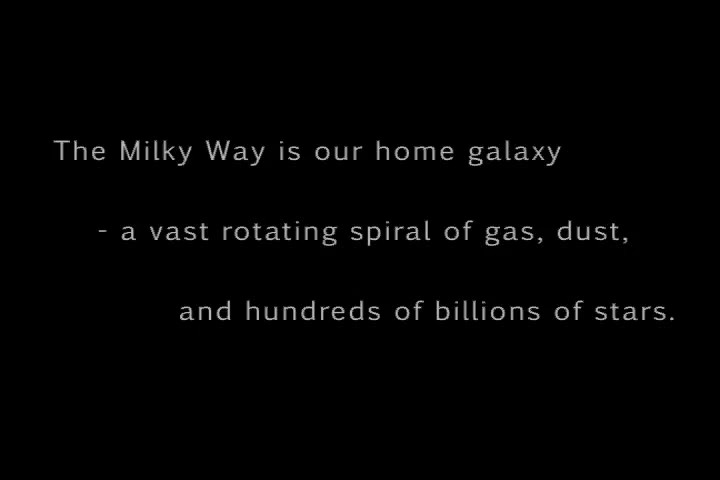 The Milky Way is our home galaxy
- a vast rotating spiral of gas, dust,
and hundreds of billions of stars.